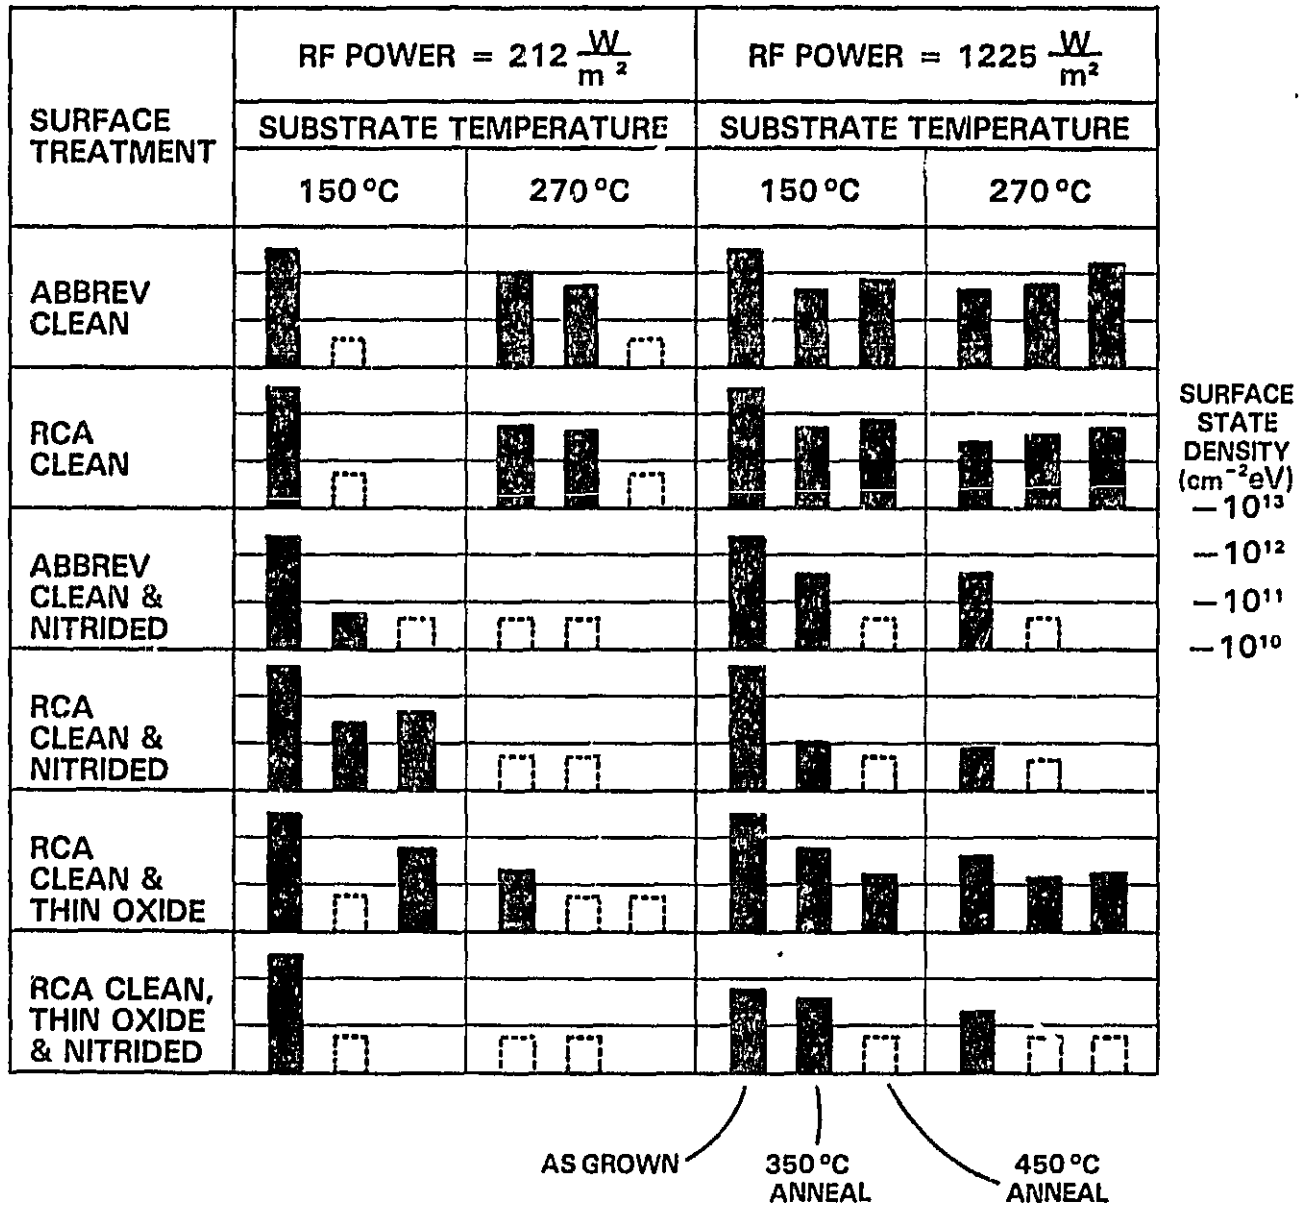 RF POWER = 212 W/m²
RF POWER = 1225 W/m²
SURFACE
TREATMENT
SUBSTRATE TEMPERATURE
SUBSTRATE TEMPERATURE
150 °C
270 °C
150 °C
270 °C
ABBREV
CLEAN
RCA
CLEAN
SURFACE
STATE
DENSITY
(cm⁻²eV)
—10¹³
—10¹²
—10¹¹
—10¹⁰
ABBREV
CLEAN &
NITRIDED
RCA
CLEAN &
NITRIDED
RCA
CLEAN &
THIN OXIDE
RCA CLEAN,
THIN OXIDE
& NITRIDED
AS GROWN
350 °C
ANNEAL
450 °C
ANNEAL